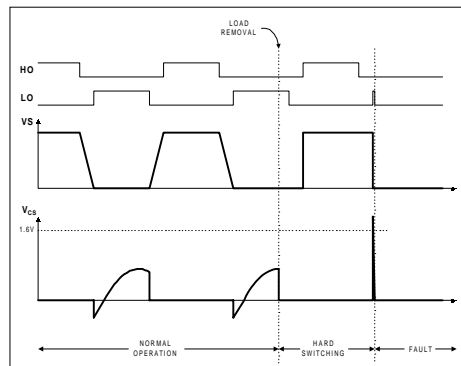 LOAD
REMOVAL
HO
LO
VS
VCS
1.6V
NORMAL
OPERATION
HARD
SWITCHING
FAULT